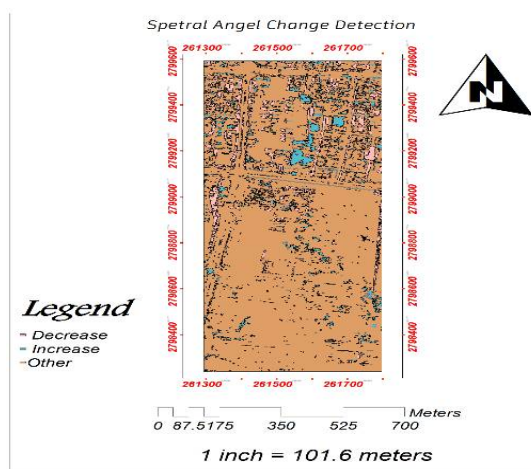 Spetral Angel Change Detection
261300 261500 261700
2799600 2799600
2799400 2799400
2799200 2799200
2799000 2799000
2798800 2798800
2798600 2798600
2798400 2798400
261300 261500 261700
N
Legend
Decrease
Increase
Other
Meters
0 87.5175 350 525 700
1 inch = 101.6 meters